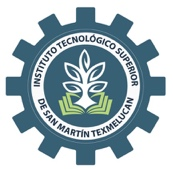 INSTITUTO TECNOLÓGICO SUPERIOR
DE SAN MARTÍN TEXMELUCAN